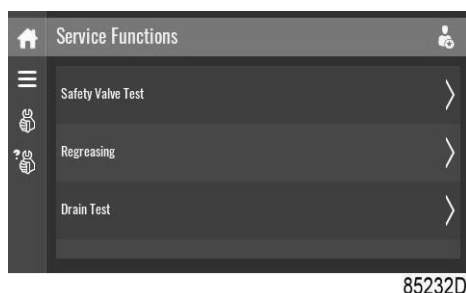 Service Functions
Safety Valve Test
?
Regreasing
Drain Test
85232D